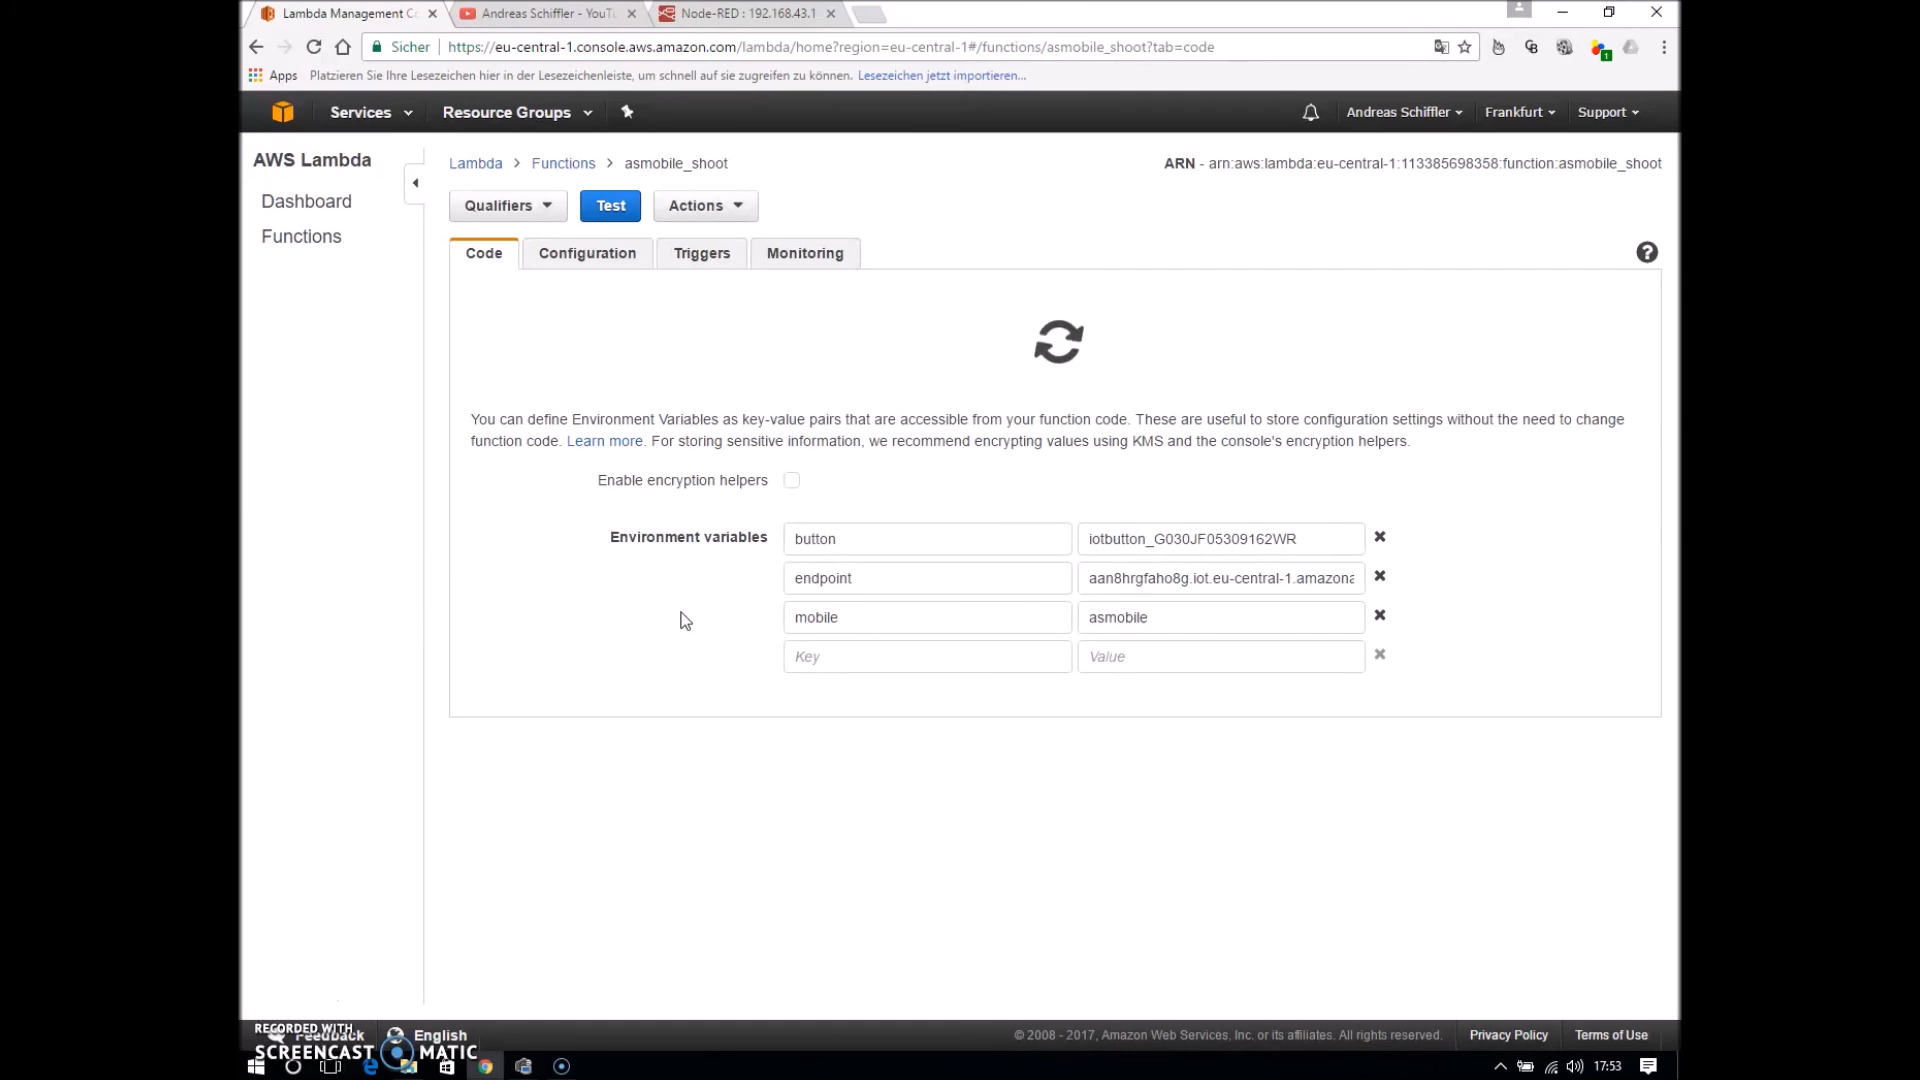 Lambda Management Co
Andreas Schiffler - YouTu
Node-RED : 192.168.43.1
Sicher
https://eu-central-1.console.aws.amazon.com/lambda/home?region=eu-central-1#/functions/asmobile_shoot?tab=code
Apps Platzieren Sie Ihre Lesezeichen hier in der Lesezeichenleiste, um schnell auf sie zugreifen zu können. Lesezeichen jetzt importieren...
Services Resource Groups Andreas Schiffler Frankfurt Support
AWS Lambda
Dashboard
Functions
Lambda > Functions > asmobile_shoot
ARN - arn:aws:lambda:eu-central-1:113385698358:function:asmobile_shoot
Qualifiers Test Actions
Code Configuration Triggers Monitoring
You can define Environment Variables as key-value pairs that are accessible from your function code. These are useful to store configuration settings without the need to change
function code. Learn more. For storing sensitive information, we recommend encrypting values using KMS and the console's encryption helpers.
Enable encryption helpers
Environment variables button iotbutton_G030JF05309162WR
endpoint aan8hrgfaho8g.iot.eu-central-1.amazona
mobile asmobile
Key Value
Feedback English
© 2008 - 2017, Amazon Web Services, Inc. or its affiliates. All rights reserved. Privacy Policy Terms of Use
RECORDED WITH
SCREENCAST MATIC
17:53